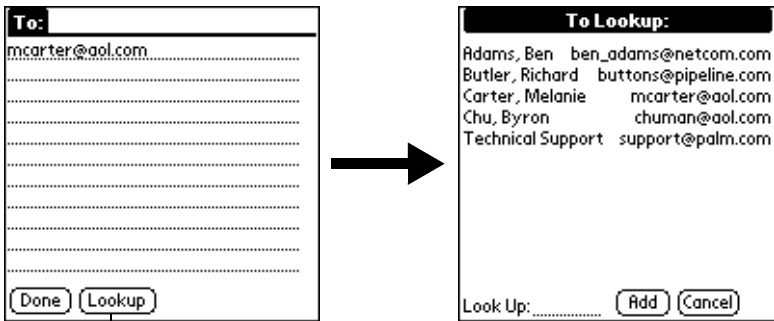 To:
mcarter@aol.com
Done Lookup
To Lookup:
Adams, Ben ben_adams@netcom.com
Butler, Richard buttons@pipeline.com
Carter, Melanie mcarter@aol.com
Chu, Byron chuman@aol.com
Technical Support support@palm.com
Look Up: Add Cancel